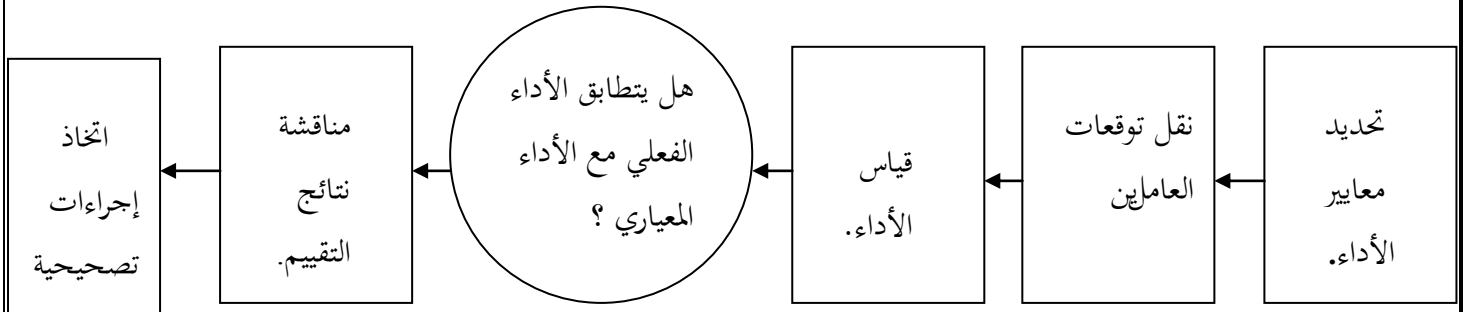 تحديد
معايير
الأداء.
نقل توقعات
العاملين
قياس
الأداء.
هل يتطابق الأداء
الفعلي مع الأداء
المعياري ؟
مناقشة
نتائج
التقييم.
اتخاذ
إجراءات
تصحيحية